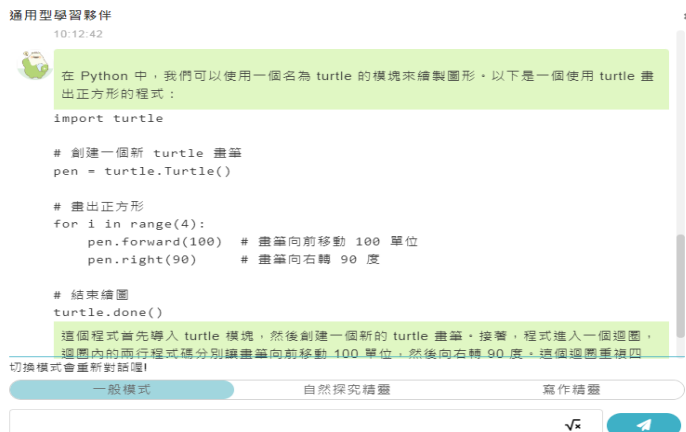 通用型學習夥伴
10:12:42
在 Python 中，我們可以使用一個名為 turtle 的模塊來繪製圖形。以下是一個使用 turtle 畫
出正方形的程式：
import turtle
# 創建一個新 turtle 畫筆
pen = turtle.Turtle()
# 畫出正方形
for i in range(4):
    pen.forward(100)  # 畫筆向前移動 100 單位
    pen.right(90)     # 畫筆向右轉 90 度
# 結束繪圖
turtle.done()
這個程式首先導入 turtle 模塊，然後創建一個新的 turtle 畫筆。接著，程式進入一個迴圈，
迴圈內的兩行程式碼分別讓畫筆向前移動 100 單位，然後向右轉 90 度。這個迴圈重複四
切換模式會重新對話喔!
一般模式
自然探究精靈
寫作精靈
√x